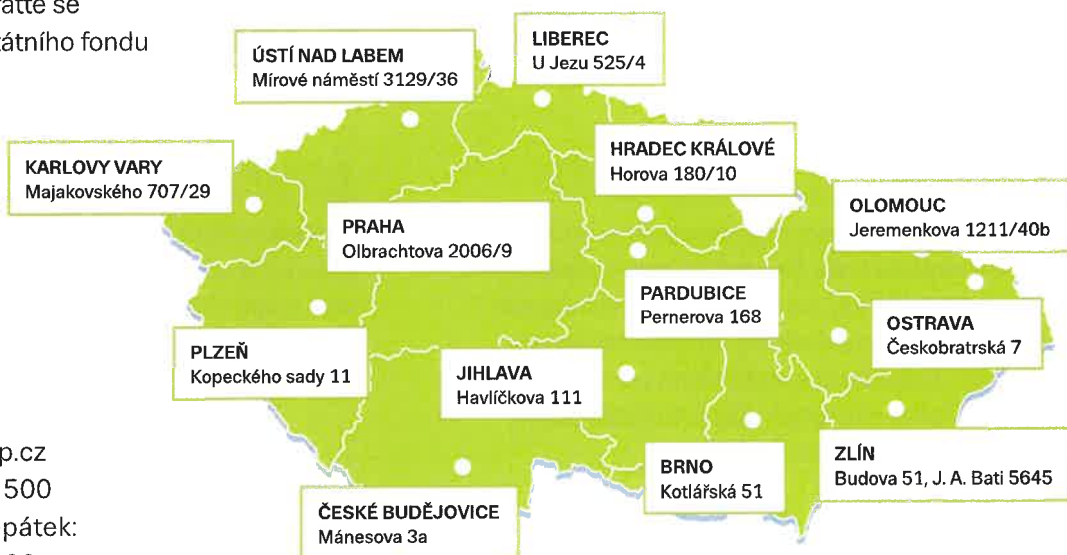 átního fondu
ÚSTÍ NAD LABEM
Mírové náměstí 3129/36
LIBEREC
U Jezu 525/4
KARLOVY VARY
Majakovského 707/29
HRADEC KRÁLOVÉ
Horova 180/10
PRAHA
Olbrachtova 2006/9
OLOMOUC
Jeremenkova 1211/40b
PARDUBICE
Pernerova 168
OSTRAVA
Českobratrská 7
PLZEŇ
Kopeckého sady 11
JIHLAVA
Havlíčkova 111
BRNO
Kotlářská 51
ZLÍN
Budova 51, J. A. Bati 5645
ČESKÉ BUDĚJOVICE
Mánesova 3a
p.cz
500
pátek: